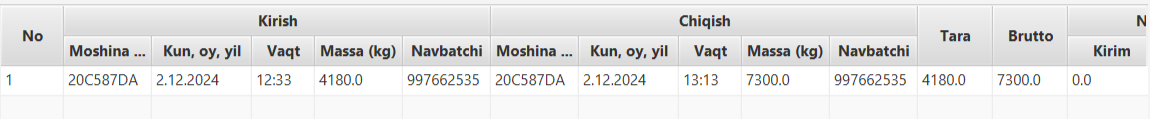 No Kirish Chiqish Tara Brutto N
Moshina ... Kun, oy, yil Vaqt Massa (kg) Navbatchi Moshina ... Kun, oy, yil Vaqt Massa (kg) Navbatchi Kirim
1 20C587DA 2.12.2024 12:33 4180.0 997662535 20C587DA 2.12.2024 13:13 7300.0 997662535 4180.0 7300.0 0.0